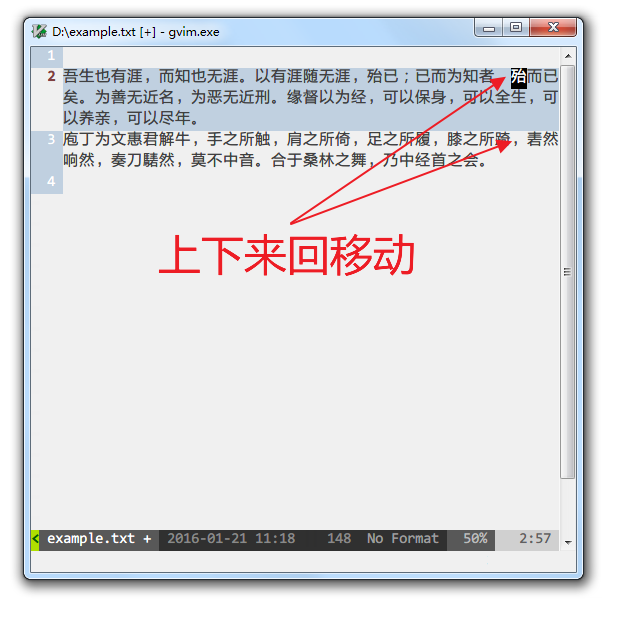 D:\example.txt [+] - gvim.exe
1
2 吾生也有涯，而知也无涯。以有涯随无涯，殆已；已而为知者，殆而已
矣。为善无近名，为恶无近刑。缘督以为经，可以保身，可以全生，可
以养亲，可以尽年。
3 庖丁为文惠君解牛，手之所触，肩之所倚，足之所履，膝之所踦，砉然
响然，奏刀騞然，莫不中音。合于桑林之舞，乃中经首之会。
4
上下来回移动
< example.txt + 2016-01-21 11:18 148 No Format 50% 2:57